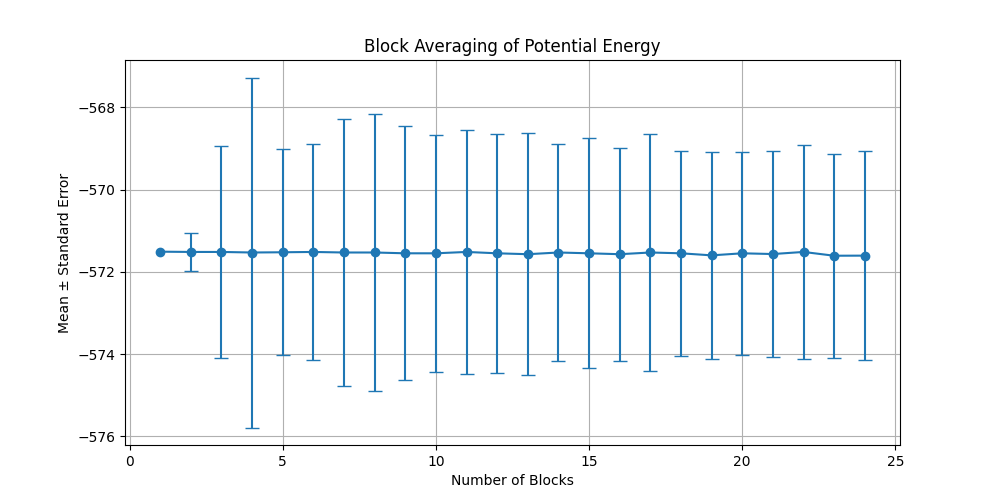 Block Averaging of Potential Energy
Mean ± Standard Error
−568
−570
−572
−574
−576
0 5 10 15 20 25
Number of Blocks